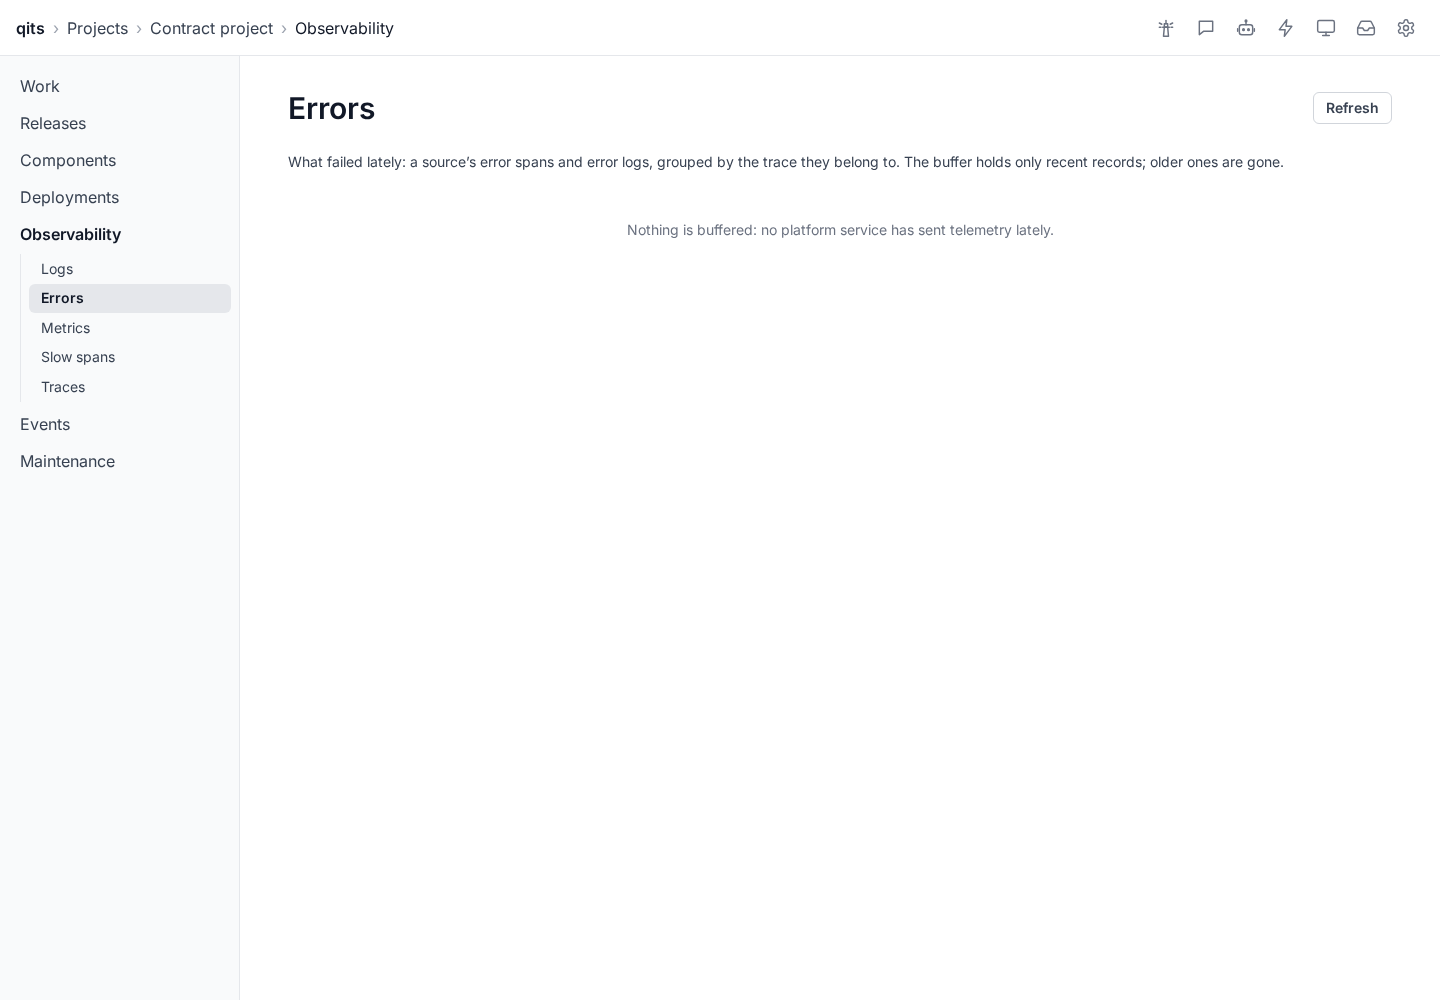 qits › Projects › Contract project › Observability
Work
Releases
Components
Deployments
Observability
Logs
Errors
Metrics
Slow spans
Traces
Events
Maintenance
Errors
Refresh
What failed lately: a source’s error spans and error logs, grouped by the trace they belong to. The buffer holds only recent records; older ones are gone.
Nothing is buffered: no platform service has sent telemetry lately.